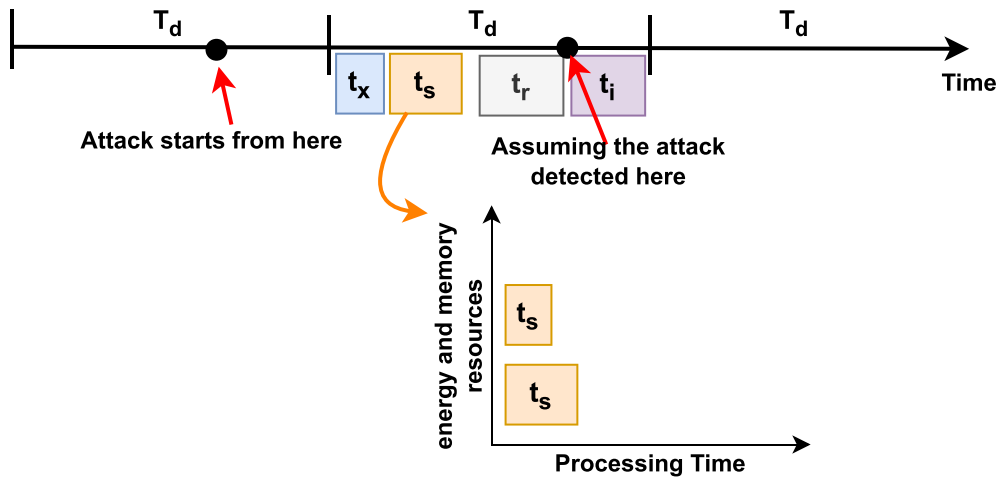 Td Td Td
tx ts tr ti
Time
Attack starts from here
Assuming the attack
detected here
energy and memory
resources
ts
ts
Processing Time